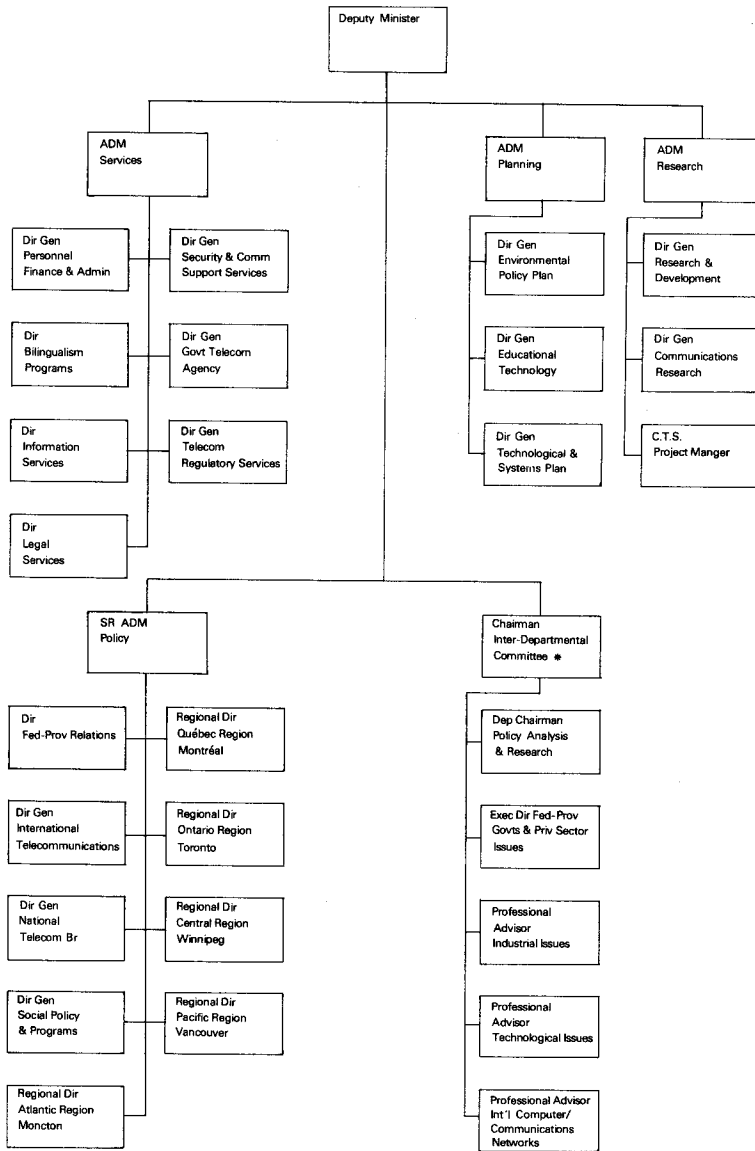 Deputy Minister
ADM
Services
ADM
Planning
ADM
Research
Dir Gen
Personnel
Finance & Admin
Dir Gen
Security & Comm
Support Services
Dir Gen
Environmental
Policy Plan
Dir Gen
Research &
Development
Dir
Bilingualism
Programs
Dir Gen
Govt Telecom
Agency
Dir Gen
Educational
Technology
Dir Gen
Communications
Research
Dir
Information
Services
Dir Gen
Telecom
Regulatory Services
Dir Gen
Technological &
Systems Plan
C.T.S.
Project Manger
Dir
Legal
Services
SR ADM
Policy
Chairman
Inter-Departmental
Committee *
Dir
Fed-Prov Relations
Regional Dir
Québec Region
Montréal
Dep Chairman
Policy Analysis
& Research
Dir Gen
International
Telecommunications
Regional Dir
Ontario Region
Toronto
Exec Dir Fed-Prov
Govts & Priv Sector
Issues
Dir Gen
National
Telecom Br
Regional Dir
Central Region
Winnipeg
Professional
Advisor
Industrial Issues
Dir Gen
Social Policy
& Programs
Regional Dir
Pacific Region
Vancouver
Professional
Advisor
Technological Issues
Regional Dir
Atlantic Region
Moncton
Professional Advisor
Int'l Computer/
Communications
Networks